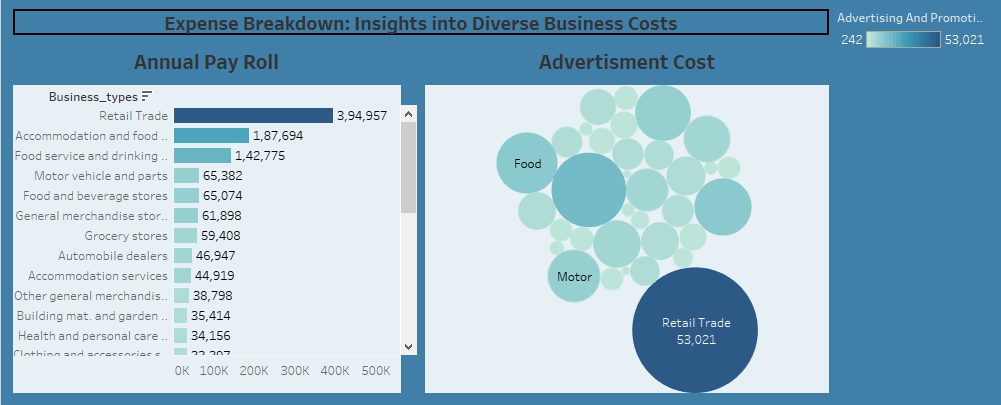 Expense Breakdown: Insights into Diverse Business Costs
Advertising And Promoti..
242 53,021
Annual Pay Roll
Business_types
Retail Trade 3,94,957
Accommodation and food .. 1,87,694
Food service and drinking .. 1,42,775
Motor vehicle and parts 65,382
Food and beverage stores 65,074
General merchandise stor.. 61,898
Grocery stores 59,408
Automobile dealers 46,947
Accommodation services 44,919
Other general merchandis.. 38,798
Building mat. and garden .. 35,414
Health and personal care .. 34,156
Clothing and accessories s..
0K 100K 200K 300K 400K 500K
Advertisment Cost
Food
Motor
Retail Trade
53,021